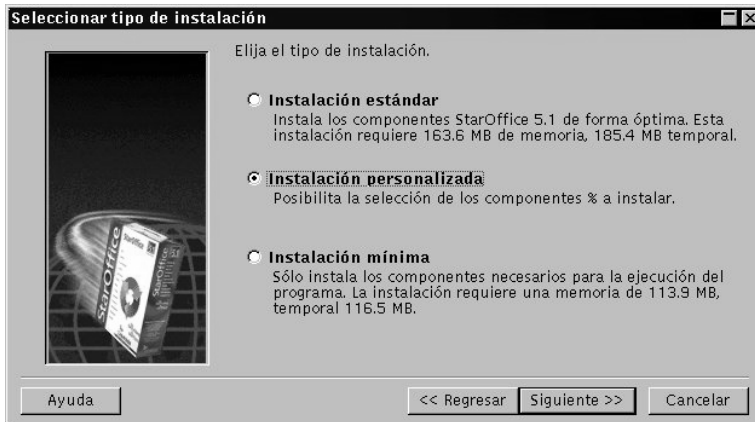 Seleccionar tipo de instalación
Elija el tipo de instalación.
Instalación estándar
Instala los componentes StarOffice 5.1 de forma óptima. Esta
instalación requiere 163.6 MB de memoria, 185.4 MB temporal.
Instalación personalizada
Posibilita la selección de los componentes % a instalar.
Instalación mínima
Sólo instala los componentes necesarios para la ejecución del
programa. La instalación requiere una memoria de 113.9 MB,
temporal 116.5 MB.
StarOffice
StarOffice
Ayuda
<< Regresar
Siguiente >>
Cancelar